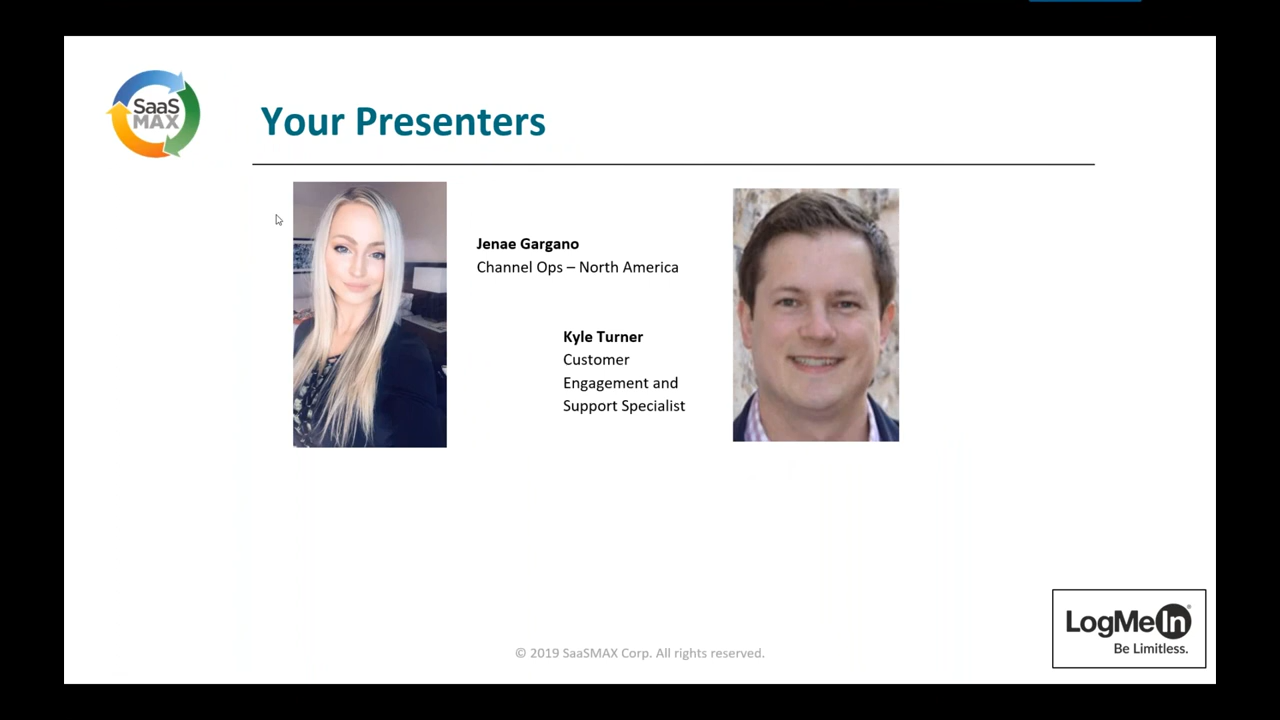 SaaS
MAX
Your Presenters
Jenae Gargano
Channel Ops – North America
Kyle Turner
Customer
Engagement and
Support Specialist
LogMeIn®
Be Limitless.
© 2019 SaaSMAX Corp. All rights reserved.